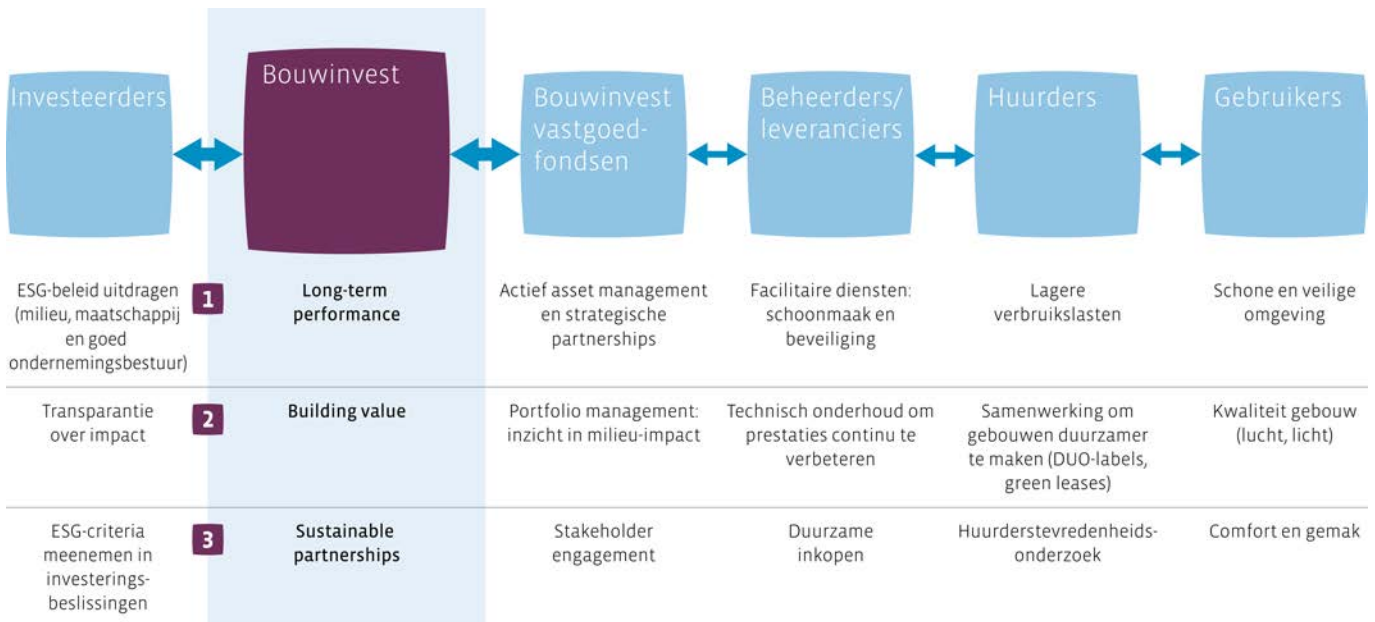 Investeerders
Bouwinvest
Bouwinvest
vastgoed-
fondsen
Beheerders/
leveranciers
Huurders
Gebruikers
ESG-beleid uitdragen
(milieu, maatschappij
en goed
ondernemingsbestuur)
1
Long-term
performance
Actief asset management
en strategische
partnerships
Facilitaire diensten:
schoonmaak en
beveiliging
Lagere
verbruikslasten
Schone en veilige
omgeving
Transparantie
over impact
2
Building value
Portfolio management:
inzicht in milieu-impact
Technisch onderhoud om
prestaties continu te
verbeteren
Samenwerking om
gebouwen duurzamer
te maken (DUO-labels,
green leases)
Kwaliteit gebouw
(lucht, licht)
ESG-criteria
meenemen in
investerings-
beslissingen
3
Sustainable
partnerships
Stakeholder
engagement
Duurzame
inkopen
Huurderstevredenheids-
onderzoek
Comfort en gemak